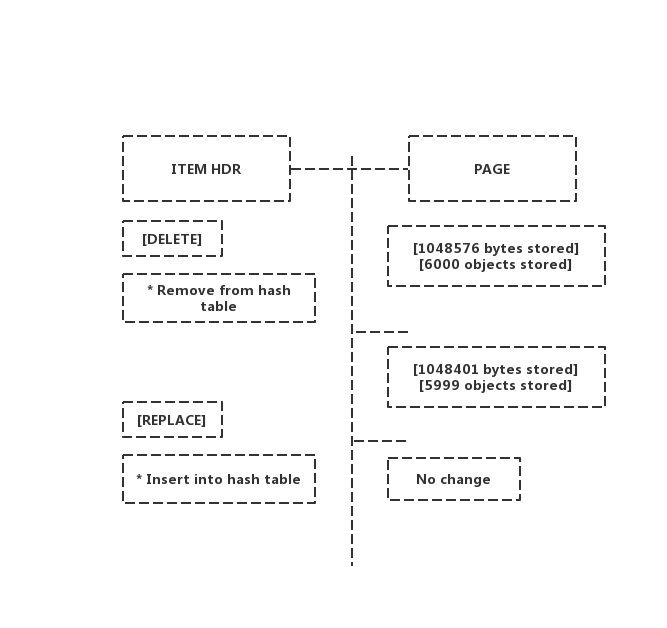 ITEM HDR
PAGE
[DELETE]
[1048576 bytes stored]
[6000 objects stored]
* Remove from hash
table
[1048401 bytes stored]
[5999 objects stored]
[REPLACE]
* Insert into hash table
No change